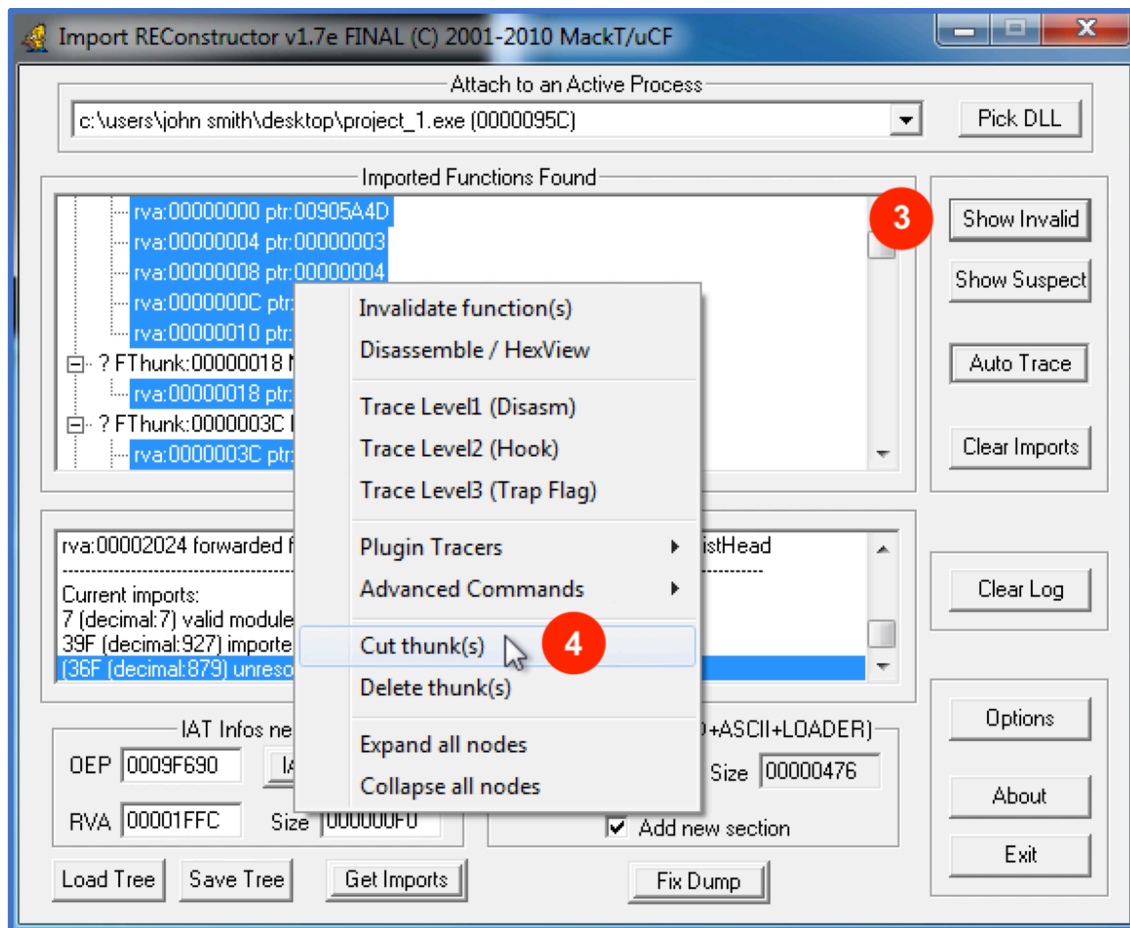 Import REConstructor v1.7e FINAL (C) 2001-2010 MackT/uCF
Attach to an Active Process
c:\users\john smith\desktop\project_1.exe (0000095C)
Pick DLL
Imported Functions Found
rva:00000000 ptr:00905A4D
3
Show Invalid
rva:00000004 ptr:00000003
rva:00000008 ptr:00000004
Show Suspect
rva:0000000C ptr:
Invalidate function(s)
rva:00000010 ptr:
Disassemble / HexView
? FThunk:00000018
Auto Trace
rva:00000018 ptr:
Trace Level1 (Disasm)
? FThunk:0000003C
Trace Level2 (Hook)
Clear Imports
rva:0000003C ptr:
Trace Level3 (Trap Flag)
rva:00002024 forwarded
Plugin Tracers
istHead
Current imports:
Advanced Commands
Clear Log
7 (decimal:7) valid module
39F (decimal:927) importe
Cut thunk(s)
4
(36F (decimal:879) unreso
Delete thunk(s)
IAT Infos ne
+ASCII+LOADER)
Options
Expand all nodes
OEP 0009F690
Size 00000476
Collapse all nodes
About
RVA 00001FFC Size 000000F0
Add new section
Exit
Load Tree Save Tree Get Imports Fix Dump